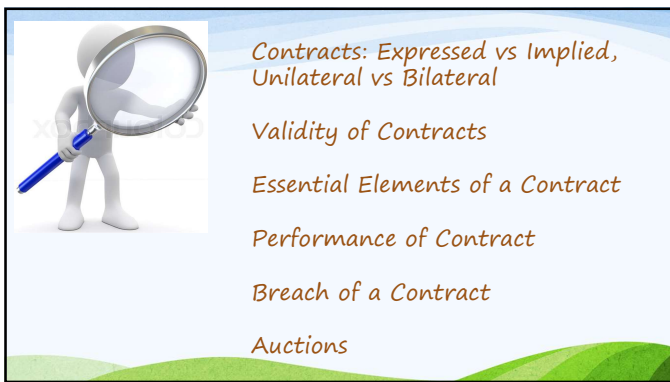 Contracts: Expressed vs Implied,
Unilateral vs Bilateral
Validity of Contracts
Essential Elements of a Contract
Performance of Contract
Breach of a Contract
Auctions